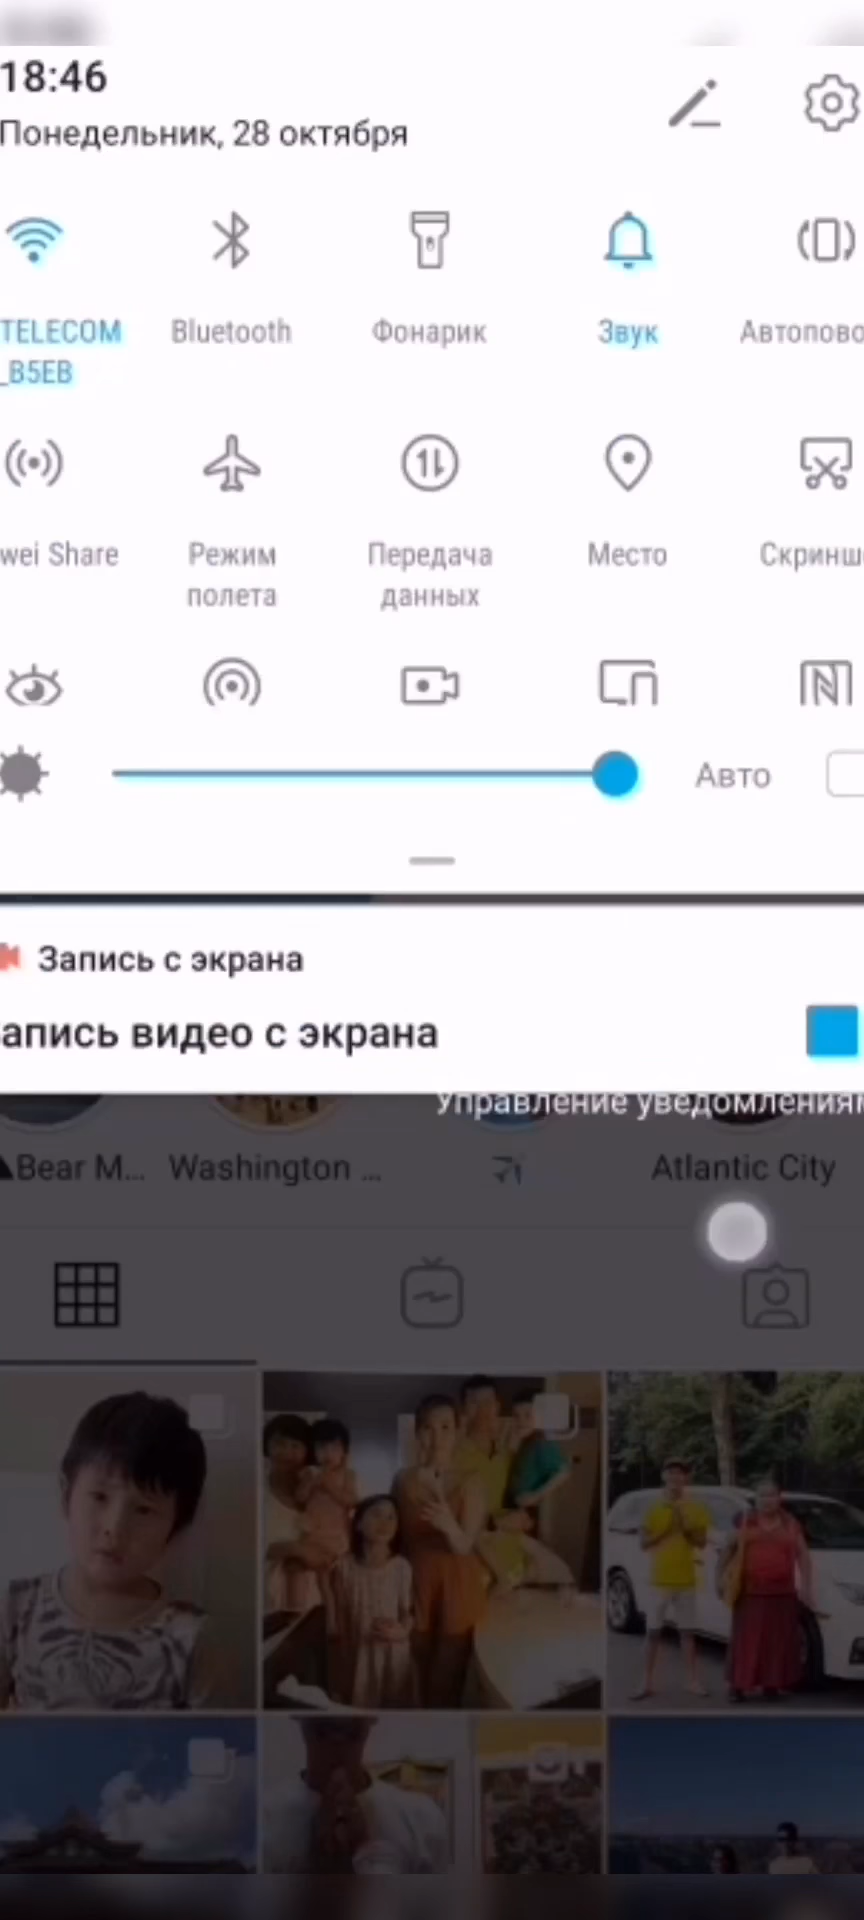 18:46
Понедельник, 28 октября
TELECOM
_B5EB
Bluetooth
Фонарик
Звук
Автопово
wei Share
Режим
полета
Передача
данных
Место
Скринш
Авто
Запись с экрана
апись видео с экрана
Управление уведомления
Bear M...
Washington ...
Atlantic City